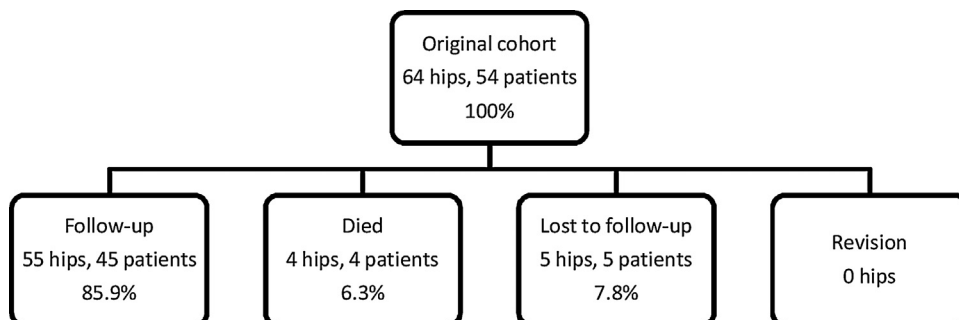 Original cohort
64 hips, 54 patients
100%
Follow-up
55 hips, 45 patients
85.9%
Died
4 hips, 4 patients
6.3%
Lost to follow-up
5 hips, 5 patients
7.8%
Revision
0 hips